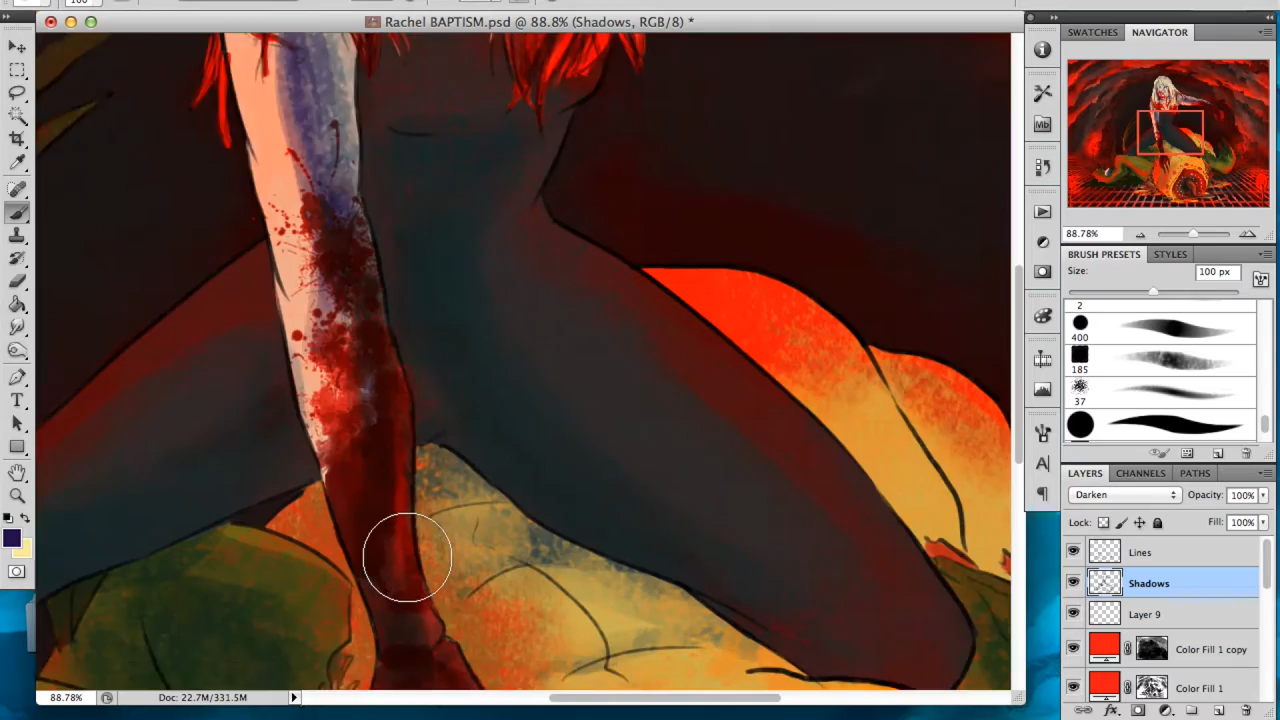 Rachel BAPTISM.psd @ 88.8% (Shadows, RGB/8) *
SWATCHES NAVIGATOR
Mb
88.78%
BRUSH PRESETS STYLES
Size: 100 px
2
400
185
37
A
T
LAYERS CHANNELS PATHS
Darken Opacity: 100%
Lock: Fill: 100%
Lines
Shadows
Layer 9
Color Fill 1 copy
Color Fill 1
fx
88.78% Doc: 22.7M/331.5M